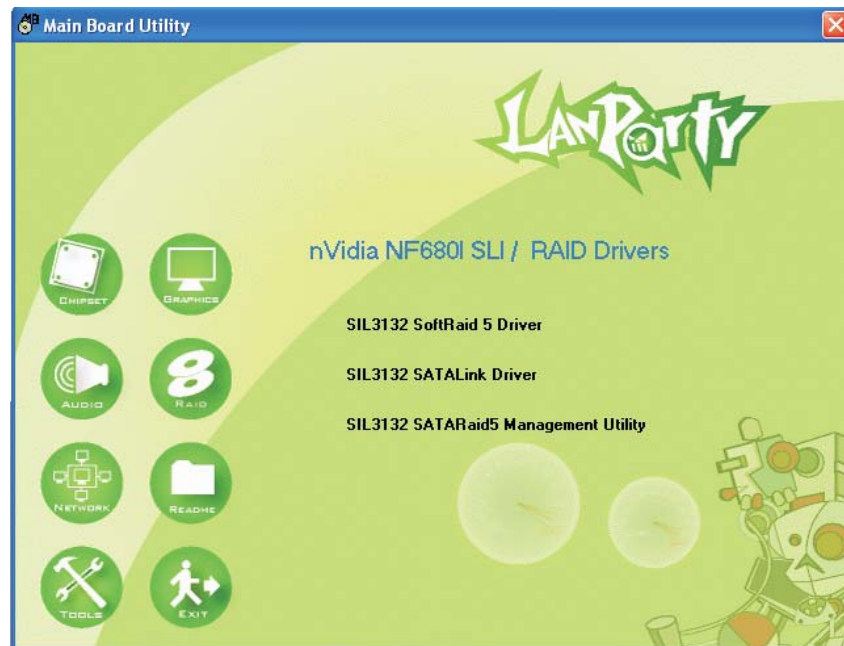 Main Board Utility
LANPARTY
nVidia NF680I SLI / RAID Drivers
CHIPSET
GRAPHICS
SIL3132 SoftRaid 5 Driver
SIL3132 SATALink Driver
AUDIO
RAID
SIL3132 SATARaid5 Management Utility
NETWORK
README
TOOLS
EXIT